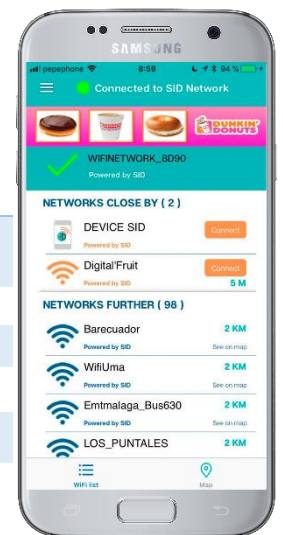 SAMSUNG
pepephone 8:59 94 %
Connected to SID Network
DUNKIN' DONUTS
WIFINETWORK_8D90
Powered by SID
NETWORKS CLOSE BY ( 2 )
DEVICE SID Connect
Powered by SID
Digital'Fruit Connect
Powered by SID 5 M
NETWORKS FURTHER ( 98 )
Barecuador 2 KM
Powered by SID See on map
WifiUma 2 KM
Powered by SID See on map
Emtmalaga_Bus630 2 KM
Powered by SID See on map
LOS_PUNTALES 2 KM
WiFi list Map